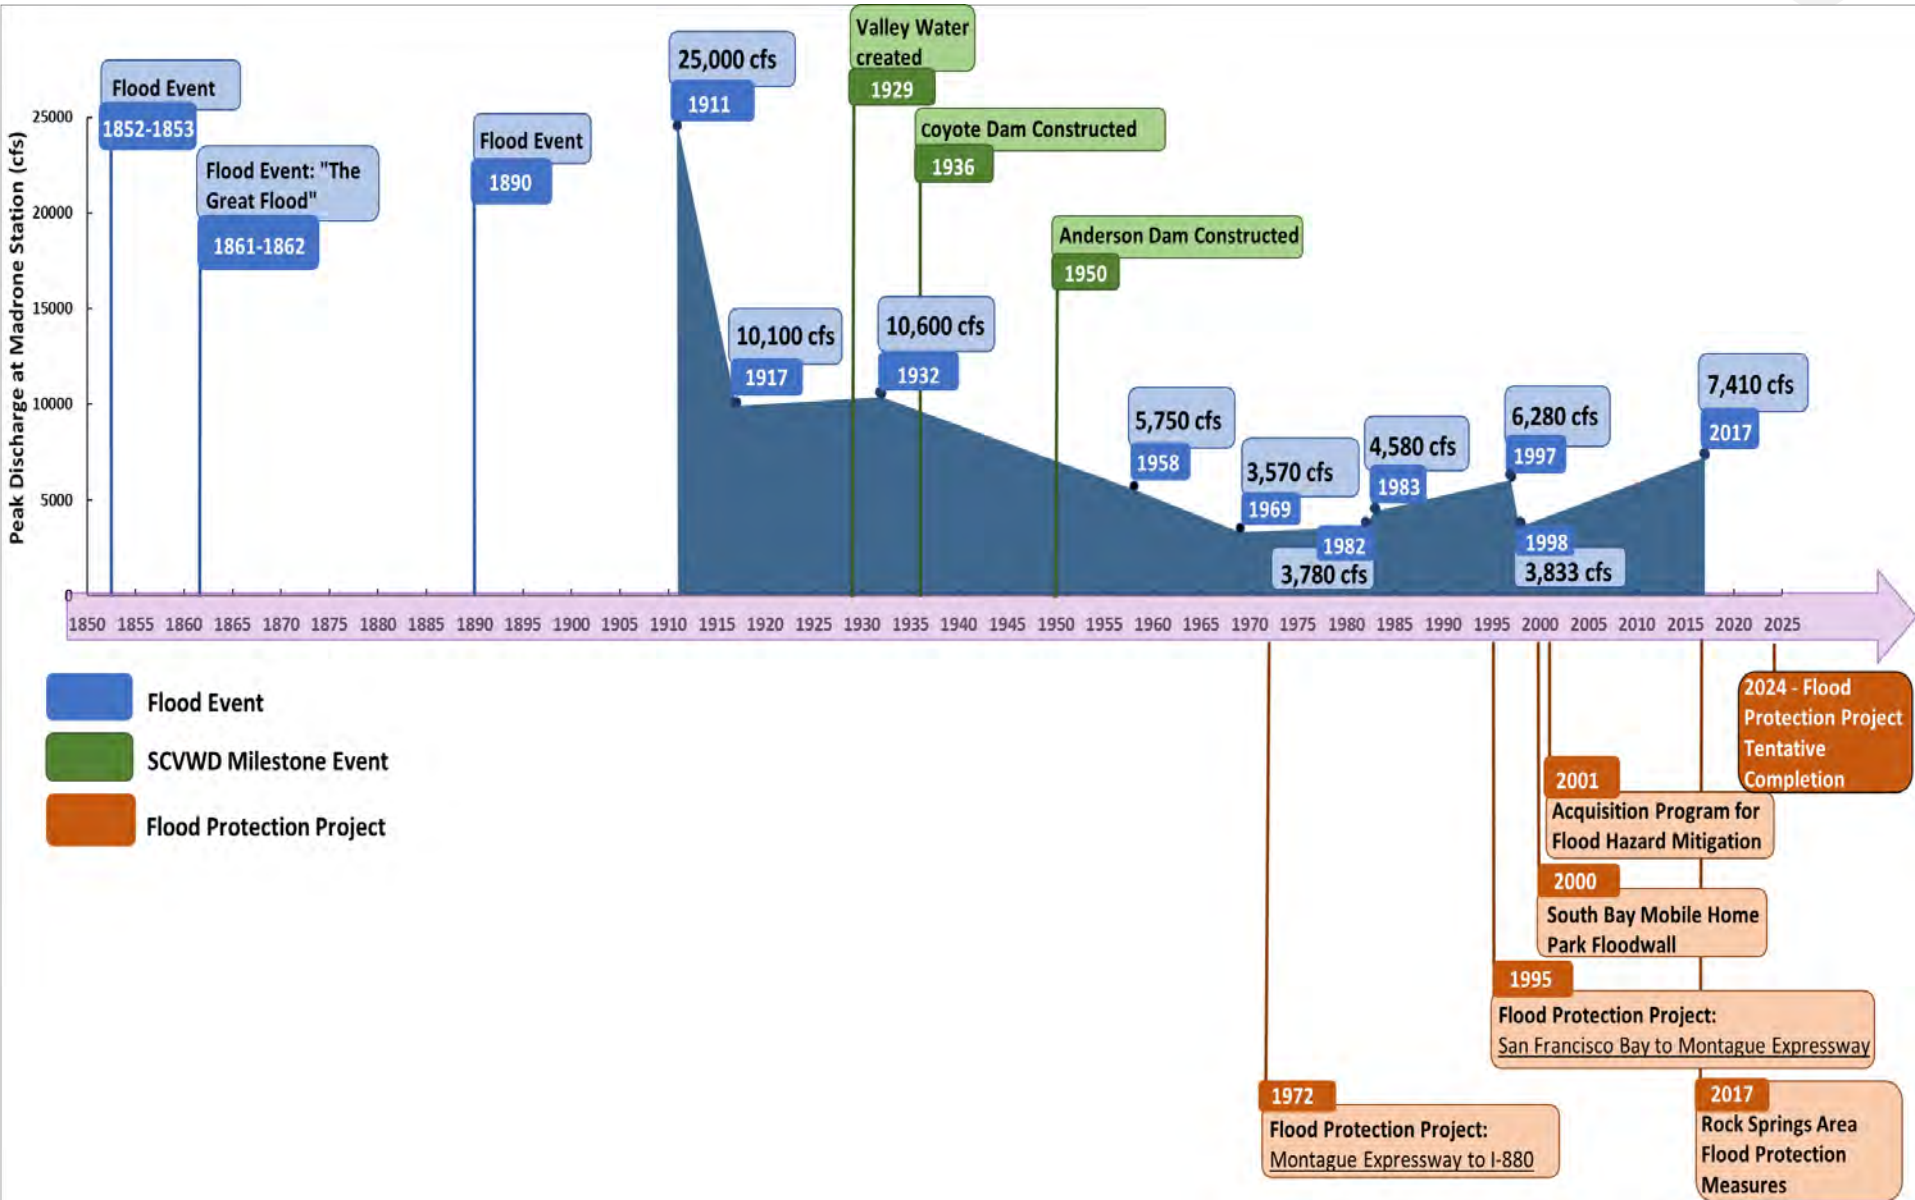 Valley Water
created
1929
25,000 cfs
1911
Flood Event
1852-1853
Flood Event
1890
coyote Dam Constructed
1936
Flood Event: "The
Great Flood"
1861-1862
Anderson Dam Constructed
1950
10,100 cfs
1917
10,600 cfs
1932
5,750 cfs
1958
3,570 cfs
1969
4,580 cfs
1983
6,280 cfs
1997
7,410 cfs
2017
1982
3,780 cfs
1998
3,833 cfs
Peak Discharge at Madrone Station (cfs)
25000
20000
15000
10000
5000
0
1850 1855 1860 1865 1870 1875 1880 1885 1890 1895 1900 1905 1910 1915 1920 1925 1930 1935 1940 1945 1950 1955 1960 1965 1970 1975 1980 1985 1990 1995 2000 2005 2010 2015 2020 2025
Flood Event
SCVWD Milestone Event
Flood Protection Project
2024 - Flood
Protection Project
Tentative
Completion
2001
Acquisition Program for
Flood Hazard Mitigation
2000
South Bay Mobile Home
Park Floodwall
1995
Flood Protection Project:
San Francisco Bay to Montague Expressway
1972
Flood Protection Project:
Montague Expressway to I-880
2017
Rock Springs Area
Flood Protection
Measures